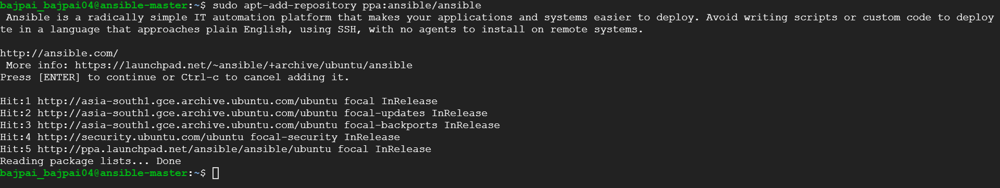 bajpai_bajpai04@ansible-master:~$ sudo apt-add-repository ppa:ansible/ansible
 Ansible is a radically simple IT automation platform that makes your applications and systems easier to deploy. Avoid writing scripts or custom code to deploy
te in a language that approaches plain English, using SSH, with no agents to install on remote systems.

http://ansible.com/
 More info: https://launchpad.net/~ansible/+archive/ubuntu/ansible
Press [ENTER] to continue or Ctrl-c to cancel adding it.

Hit:1 http://asia-south1.gce.archive.ubuntu.com/ubuntu focal InRelease
Hit:2 http://asia-south1.gce.archive.ubuntu.com/ubuntu focal-updates InRelease
Hit:3 http://asia-south1.gce.archive.ubuntu.com/ubuntu focal-backports InRelease
Hit:4 http://security.ubuntu.com/ubuntu focal-security InRelease
Hit:5 http://ppa.launchpad.net/ansible/ansible/ubuntu focal InRelease
Reading package lists... Done
bajpai_bajpai04@ansible-master:~$